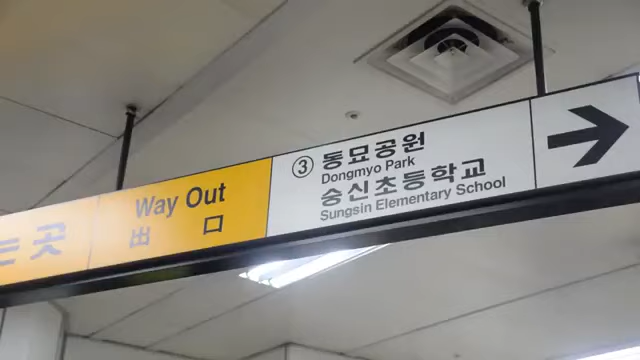 는 곳
Way Out
出 口
③ 동묘공원
Dongmyo Park
숭신초등학교
Sungsin Elementary School